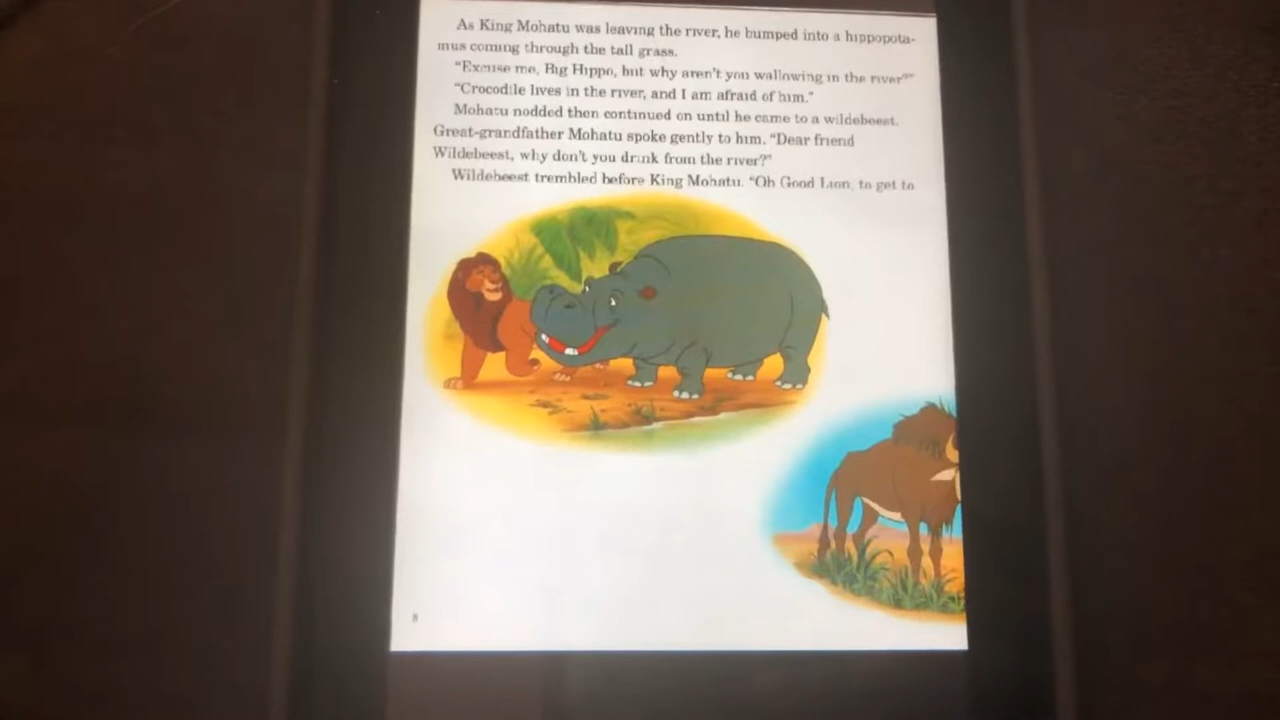 As King Mohatu was leaving the river, he bumped into a hippopota-
mus coming through the tall grass.
“Excuse me, Big Hippo, but why aren’t you wallowing in the river?”
“Crocodile lives in the river, and I am afraid of him.”
Mohatu nodded then continued on until he came to a wildebeest.
Great-grandfather Mohatu spoke gently to him. “Dear friend
Wildebeest, why don’t you drink from the river?”
Wildebeest trembled before King Mohatu. “Oh Good Lion, to get to
8